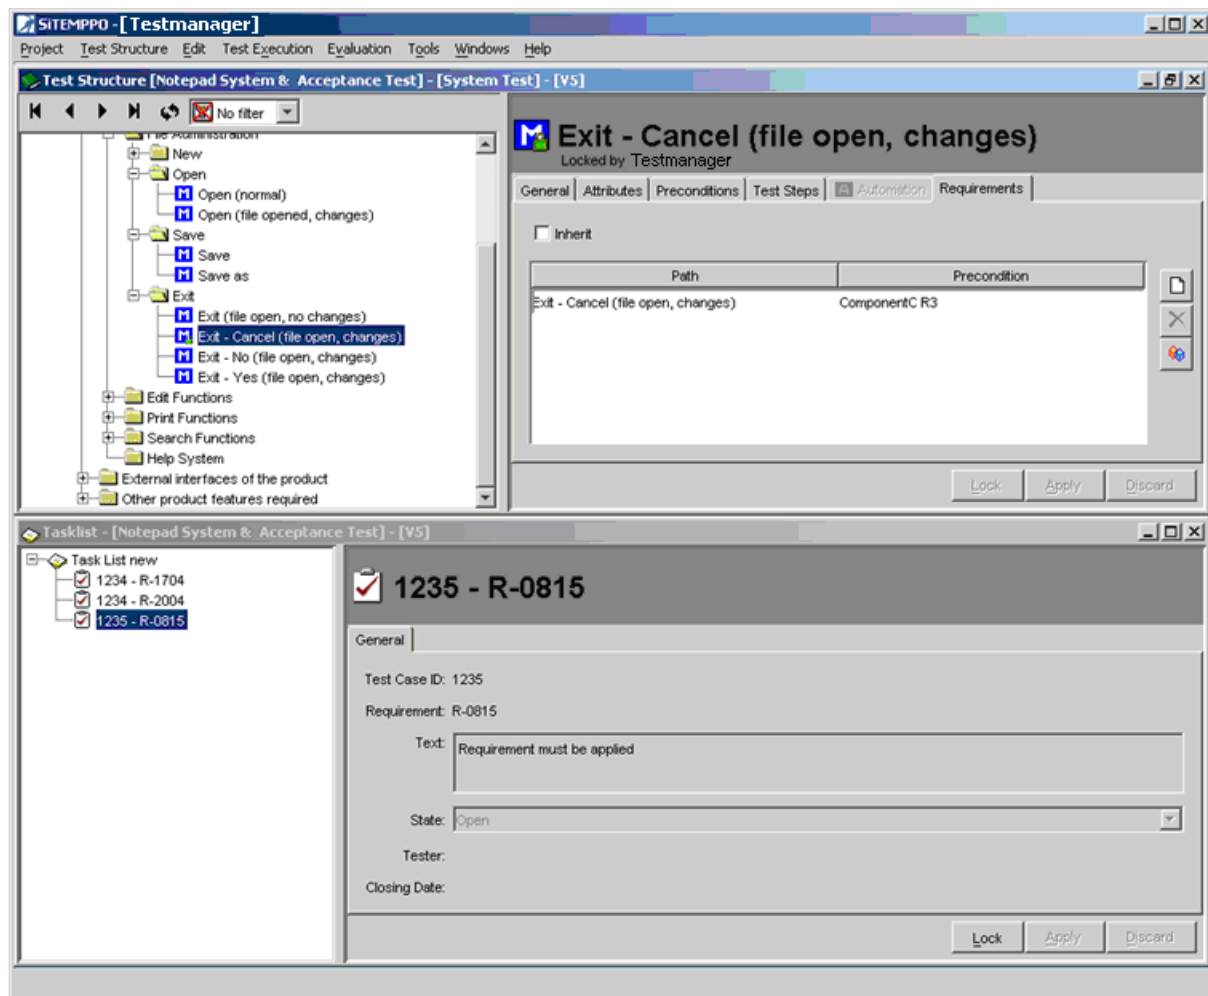 SiTEMPPO - [Testmanager]
Project Test Structure Edit Test Execution Evaluation Tools Windows Help
Test Structure [Notepad System & Acceptance Test] - [System Test] - [V5]
No filter
File Administration
New
Open
Open (normal)
Open (file opened, changes)
Save
Save
Save as
Exit
Exit (file open, no changes)
Exit - Cancel (file open, changes)
Exit - No (file open, changes)
Exit - Yes (file open, changes)
Edit Functions
Print Functions
Search Functions
Help System
External interfaces of the product
Other product features required
Exit - Cancel (file open, changes)
Locked by Testmanager
General Attributes Preconditions Test Steps Automation Requirements
Inherit
Path Precondition
Exit - Cancel (file open, changes) ComponentC R3
Lock Apply Discard
Tasklist - [Notepad System & Acceptance Test] - [V5]
Task List new
1234 - R-1704
1234 - R-2004
1235 - R-0815
1235 - R-0815
General
Test Case ID: 1235
Requirement: R-0815
Text: Requirement must be applied
State: Open
Tester:
Closing Date:
Lock Apply Discard